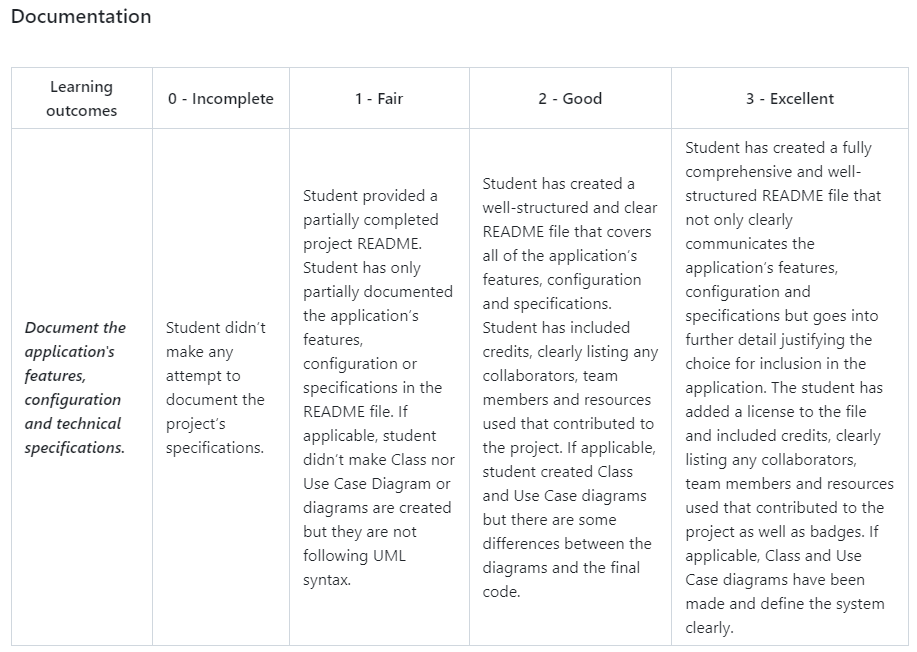 Documentation
Learning
outcomes
0 - Incomplete
1 - Fair
2 - Good
3 - Excellent
Document the
application's
features,
configuration
and technical
specifications.
Student didn’t
make any
attempt to
document the
project’s
specifications.
Student provided a
partially completed
project README.
Student has only
partially documented
the application’s
features,
configuration or
specifications in the
README file. If
applicable, student
didn’t make Class nor
Use Case Diagram or
diagrams are created
but they are not
following UML
syntax.
Student has created a
well-structured and clear
README file that covers
all of the application’s
features, configuration
and specifications.
Student has included
credits, clearly listing any
collaborators, team
members and resources
used that contributed to
the project. If applicable,
student created Class
and Use Case diagrams
but there are some
differences between the
diagrams and the final
code.
Student has created a fully
comprehensive and well-
structured README file that
not only clearly
communicates the
application’s features,
configuration and
specifications but goes into
further detail justifying the
choice for inclusion in the
application. The student has
added a license to the file
and included credits, clearly
listing any collaborators,
team members and resources
used that contributed to the
project as well as badges. If
applicable, Class and Use
Case diagrams have been
made and define the system
clearly.